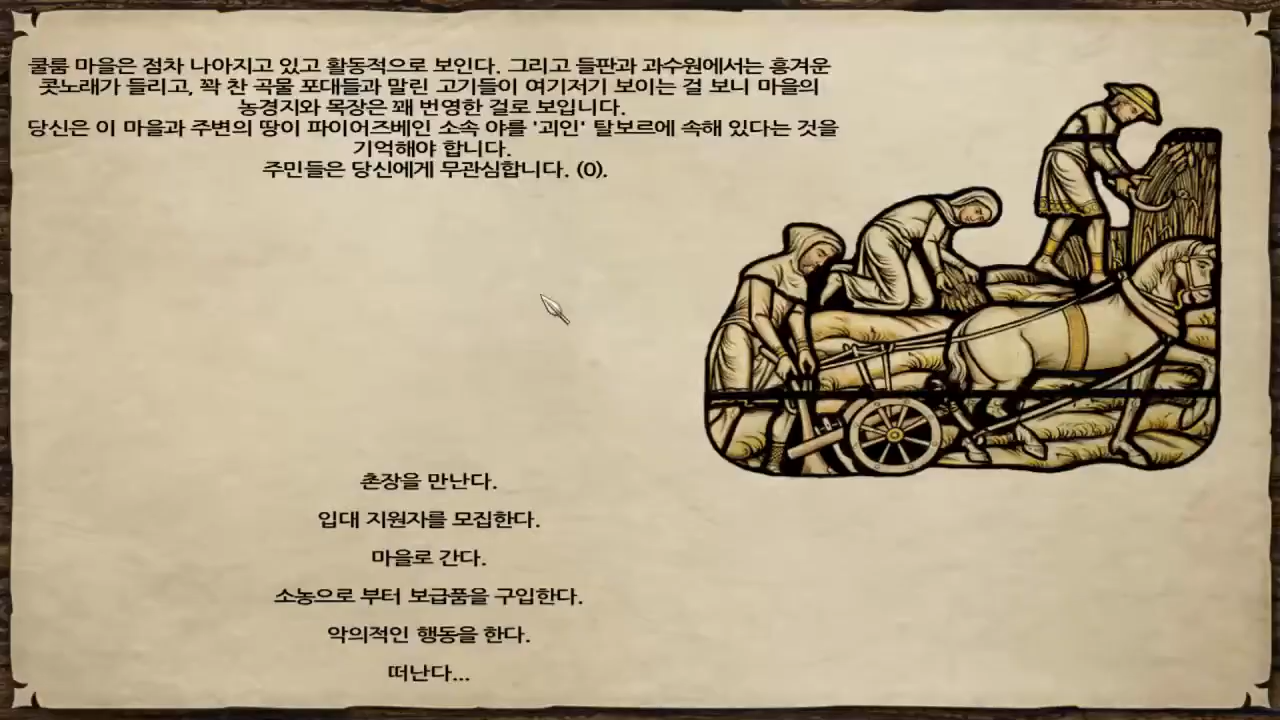 쿨룸 마을은 점차 나아지고 있고 활동적으로 보인다. 그리고 들판과 과수원에서는 흥겨운
콧노래가 들리고, 꽉 찬 곡물 포대들과 말린 고기들이 여기저기 보이는 걸 보니 마을의
농경지와 목장은 꽤 번영한 걸로 보입니다.
당신은 이 마을과 주변의 땅이 파이어즈베인 소속 야를 '괴인' 탈보르에 속해 있다는 것을
기억해야 합니다.
주민들은 당신에게 무관심합니다. (0).
촌장을 만난다.
입대 지원자를 모집한다.
마을로 간다.
소농으로 부터 보급품을 구입한다.
악의적인 행동을 한다.
떠난다...